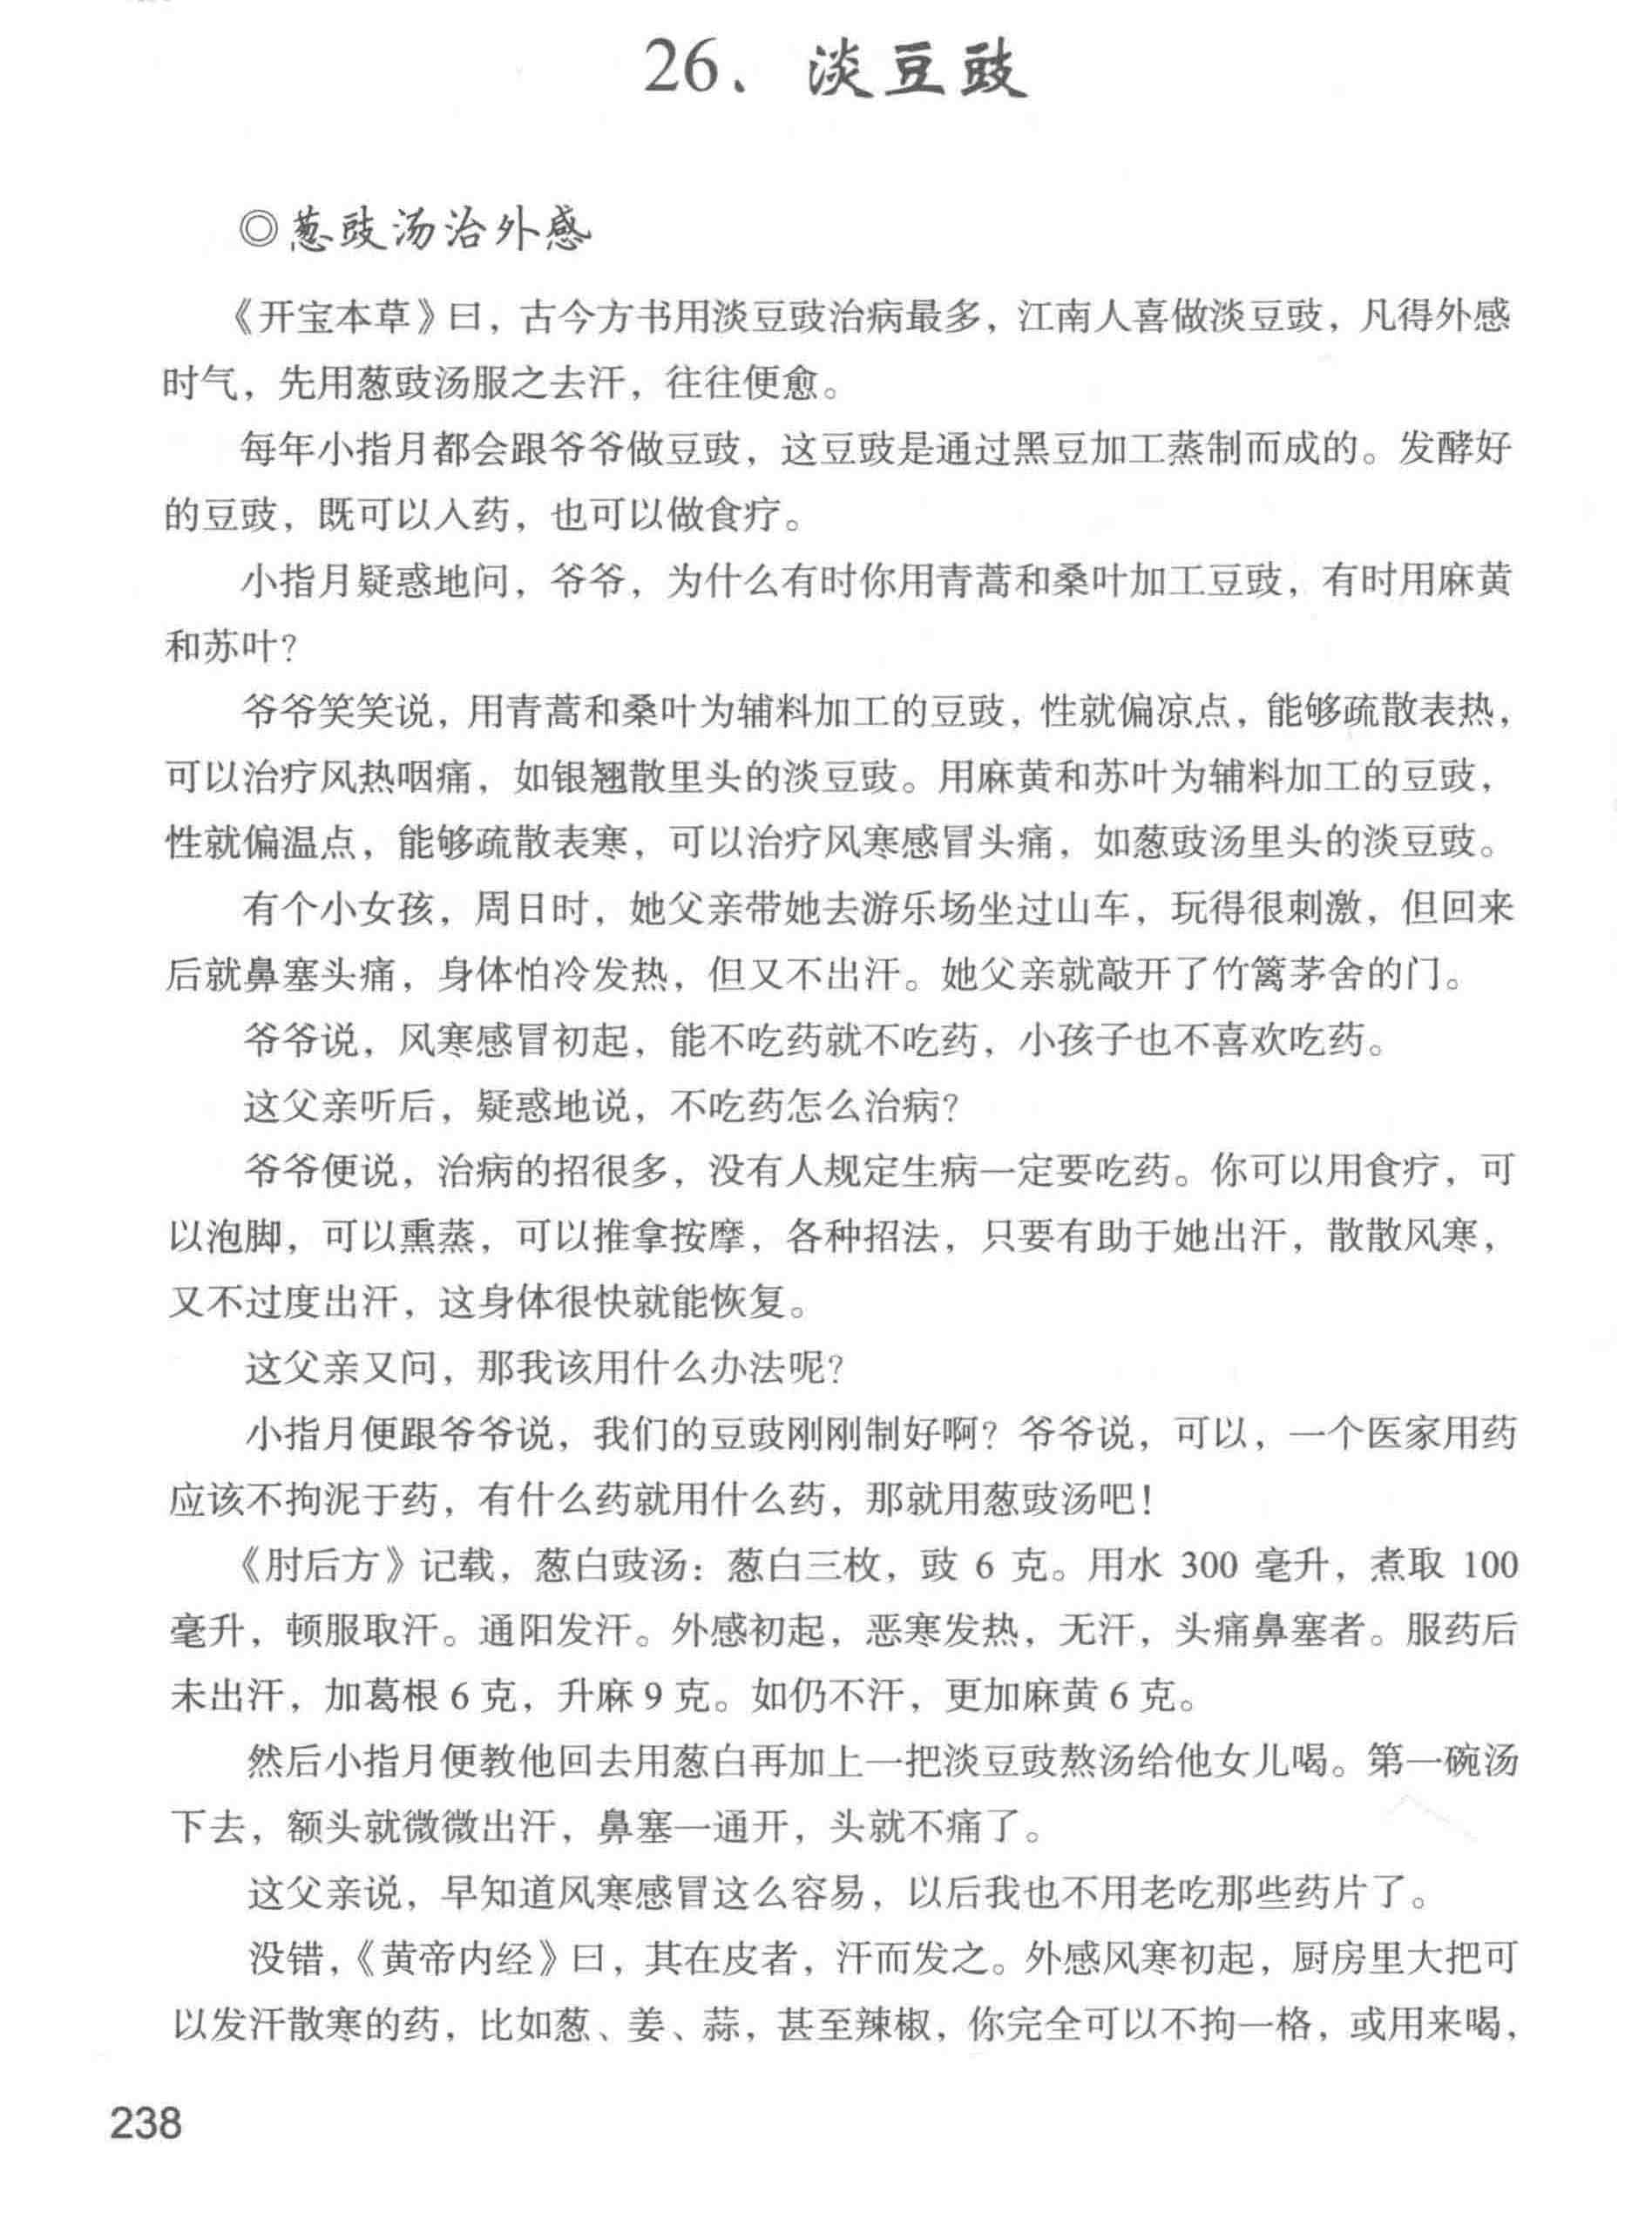 26、淡豆豉
◎葱豉汤治外感
《开宝本草》曰，古今方书用淡豆豉治病最多，江南人喜做淡豆豉，凡得外感
时气，先用葱豉汤服之去汗，往往便愈。
每年小指月都会跟爷爷做豆豉，这豆豉是通过黑豆加工蒸制而成的。发酵好
的豆豉，既可以入药，也可以做食疗。
小指月疑惑地问，爷爷，为什么有时你用青蒿和桑叶加工豆豉，有时用麻黄
和苏叶？
爷爷笑笑说，用青蒿和桑叶为辅料加工的豆豉，性就偏凉点，能够疏散表热，
可以治疗风热咽痛，如银翘散里头的淡豆豉。用麻黄和苏叶为辅料加工的豆豉，
性就偏温点，能够疏散表寒，可以治疗风寒感冒头痛，如葱豉汤里头的淡豆豉。
有个小女孩，周日时，她父亲带她去游乐场坐过山车，玩得很刺激，但回来
后就鼻塞头痛，身体怕冷发热，但又不出汗。她父亲就敲开了竹篱茅舍的门。
爷爷说，风寒感冒初起，能不吃药就不吃药，小孩子也不喜欢吃药。
这父亲听后，疑惑地说，不吃药怎么治病？
爷爷便说，治病的招很多，没有人规定生病一定要吃药。你可以用食疗，可
以泡脚，可以熏蒸，可以推拿按摩，各种招法，只要有助于她出汗，散散风寒，
又不过度出汗，这身体很快就能恢复。
这父亲又问，那我该用什么办法呢？
小指月便跟爷爷说，我们的豆豉刚刚制好啊？爷爷说，可以，一个医家用药
应该不拘泥于药，有什么药就用什么药，那就用葱豉汤吧！
《肘后方》记载，葱白豉汤：葱白三枚，豉 6 克。用水 300 毫升，煮取 100
毫升，顿服取汗。通阳发汗。外感初起，恶寒发热，无汗，头痛鼻塞者。服药后
未出汗，加葛根 6 克，升麻 9 克。如仍不汗，更加麻黄 6 克。
然后小指月便教他回去用葱白再加上一把淡豆豉熬汤给他女儿喝。第一碗汤
下去，额头就微微出汗，鼻塞一通开，头就不痛了。
这父亲说，早知道风寒感冒这么容易，以后我也不用老吃那些药片了。
没错，《黄帝内经》曰，其在皮者，汗而发之。外感风寒初起，厨房里大把可
以发汗散寒的药，比如葱、姜、蒜，甚至辣椒，你完全可以不拘一格，或用来喝，
238